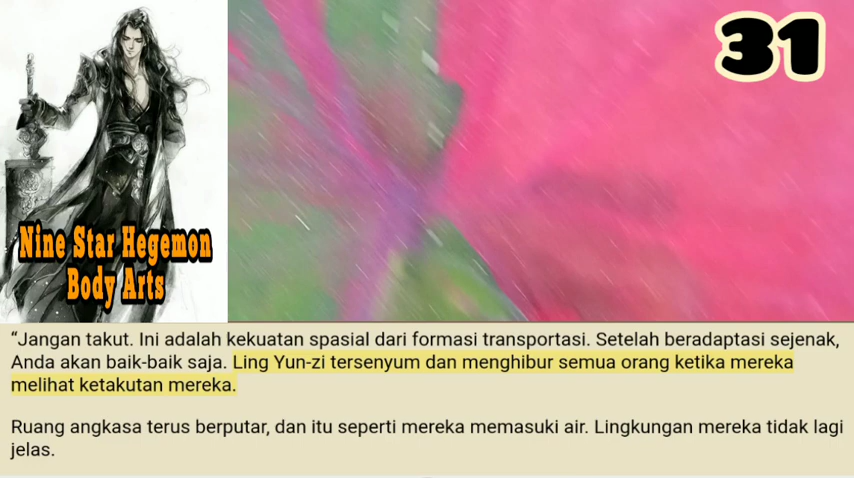 31
Nine Star Hegemon
Body Arts
“Jangan takut. Ini adalah kekuatan spasial dari formasi transportasi. Setelah beradaptasi sejenak,
Anda akan baik-baik saja. Ling Yun-zi tersenyum dan menghibur semua orang ketika mereka
melihat ketakutan mereka.
Ruang angkasa terus berputar, dan itu seperti mereka memasuki air. Lingkungan mereka tidak lagi
jelas.